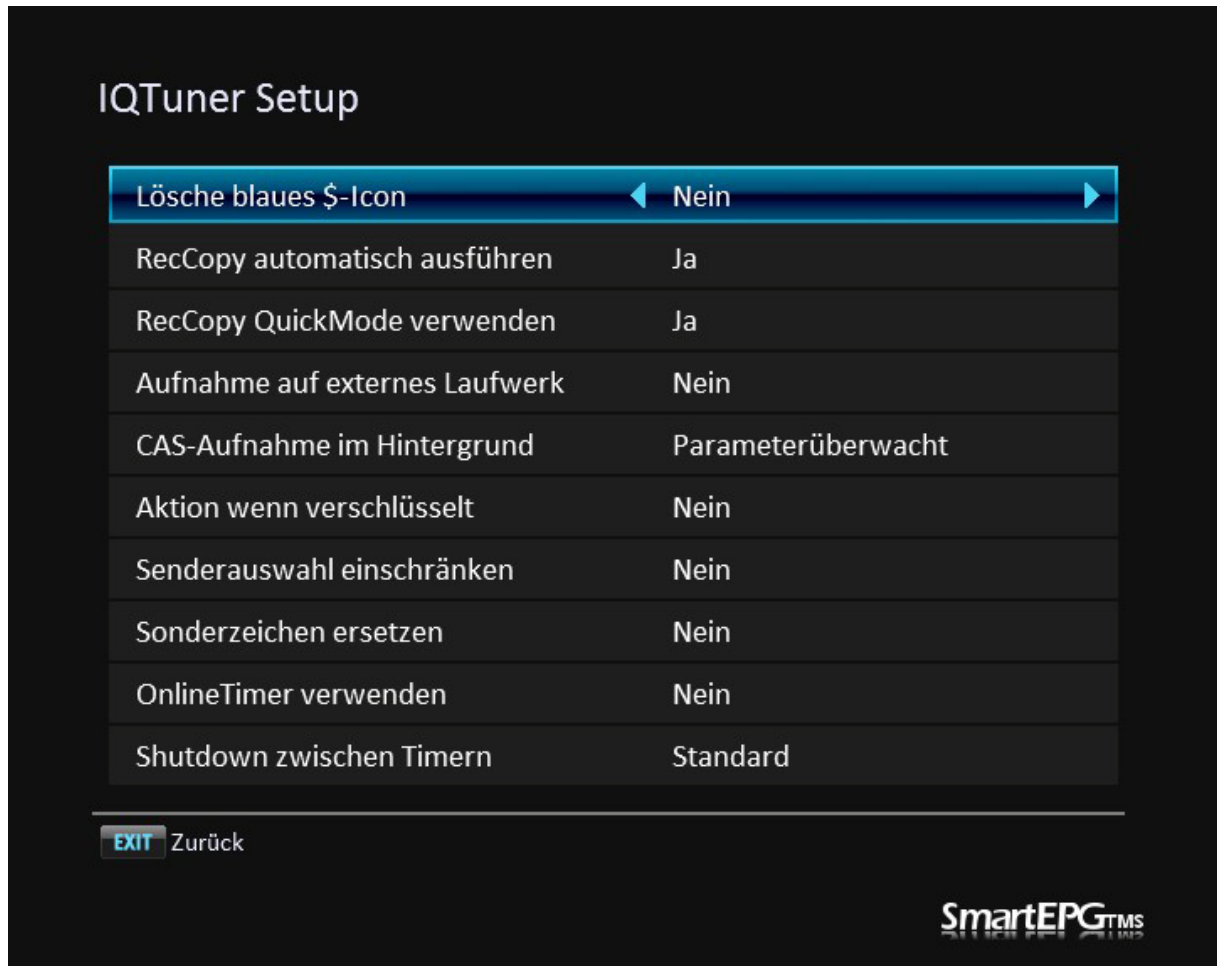 IQTuner Setup
Lösche blaues $-Icon Nein
RecCopy automatisch ausführen Ja
RecCopy QuickMode verwenden Ja
Aufnahme auf externes Laufwerk Nein
CAS-Aufnahme im Hintergrund Parameterüberwacht
Aktion wenn verschlüsselt Nein
Senderauswahl einschränken Nein
Sonderzeichen ersetzen Nein
OnlineTimer verwenden Nein
Shutdown zwischen Timern Standard
EXIT Zurück
SmartEPG TMS